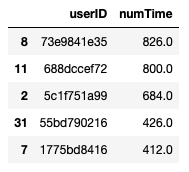 userID numTime
8 73e9841e35 826.0
11 688dccef72 800.0
2 5c1f751a99 684.0
31 55bd790216 426.0
7 1775bd8416 412.0